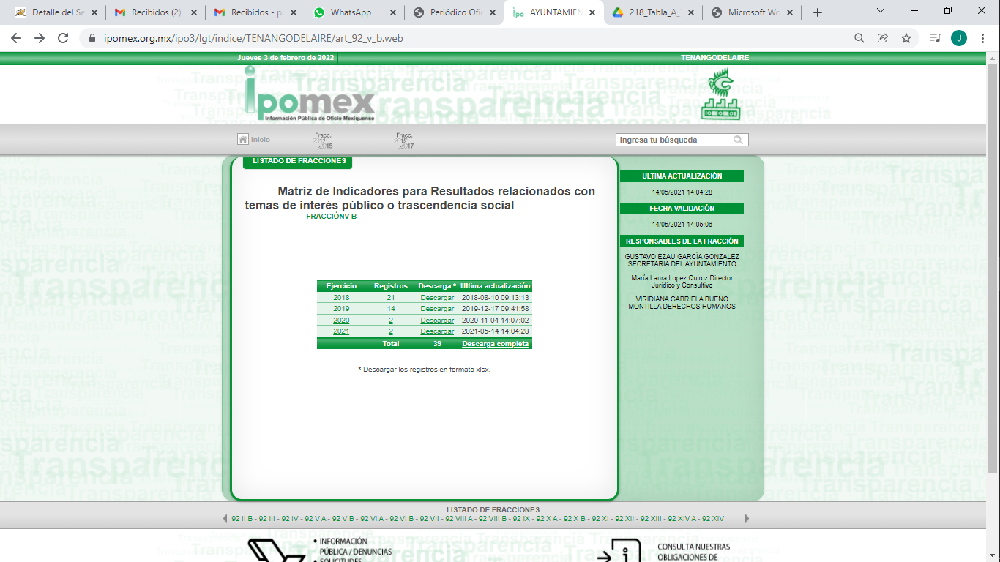 Detalle del Se
Recibidos (2)
Recibidos - p
WhatsApp
Periódico Ofic
AYUNTAMIEN
218_Tabla_A_
Microsoft Wo
ipomex.org.mx/ipo3/lgt/indice/TENANGODELAIRE/art_92_v_b.web
J
Jueves 3 de febrero de 2022
TENANGODELAIRE
ipomex
Información Pública de Oficio Mexiquense
Inicio
Ingresa tu búsqueda
LISTADO DE FRACCIONES
Matriz de Indicadores para Resultados relacionados con
temas de interés público o trascendencia social
FRACCIÓNV B
Ejercicio Registros Descarga * Ultima actualización
2018 21 Descargar 2018-08-10 09:13:13
2019 14 Descargar 2019-12-17 09:41:58
2020 2 Descargar 2020-11-04 14:07:02
2021 2 Descargar 2021-05-14 14:04:28
Total 39 Descarga completa
* Descargar los registros en formato xlsx.
ULTIMA ACTUALIZACIÓN
14/05/2021 14:04:28
FECHA VALIDACIÓN
14/05/2021 14:05:06
RESPONSABLES DE LA FRACCIÓN
GUSTAVO EZAU GARCÍA GONZALEZ
SECRETARIA DEL AYUNTAMIENTO
María Laura Lopez Quiroz Director
Jurídico y Consultivo
VIRIDIANA GABRIELA BUENO
MONTILLA DERECHOS HUMANOS
LISTADO DE FRACCIONES
92 II B - 92 III - 92 IV - 92 V A - 92 V B - 92 VI A - 92 VI B - 92 VII - 92 VIII A - 92 VIII B - 92 IX - 92 X A - 92 X B - 92 XI - 92 XII - 92 XIII - 92 XIV A - 92 XIV
• INFORMACIÓN
PÚBLICA / DENUNCIAS
• SOLICITUDES
CONSULTA NUESTRAS
OBLIGACIONES DE